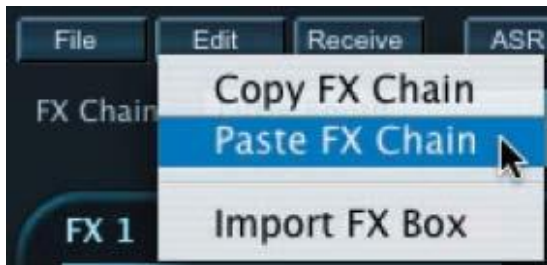 File Edit Receive ASR
FX Chain
Copy FX Chain
Paste FX Chain
Import FX Box
FX 1